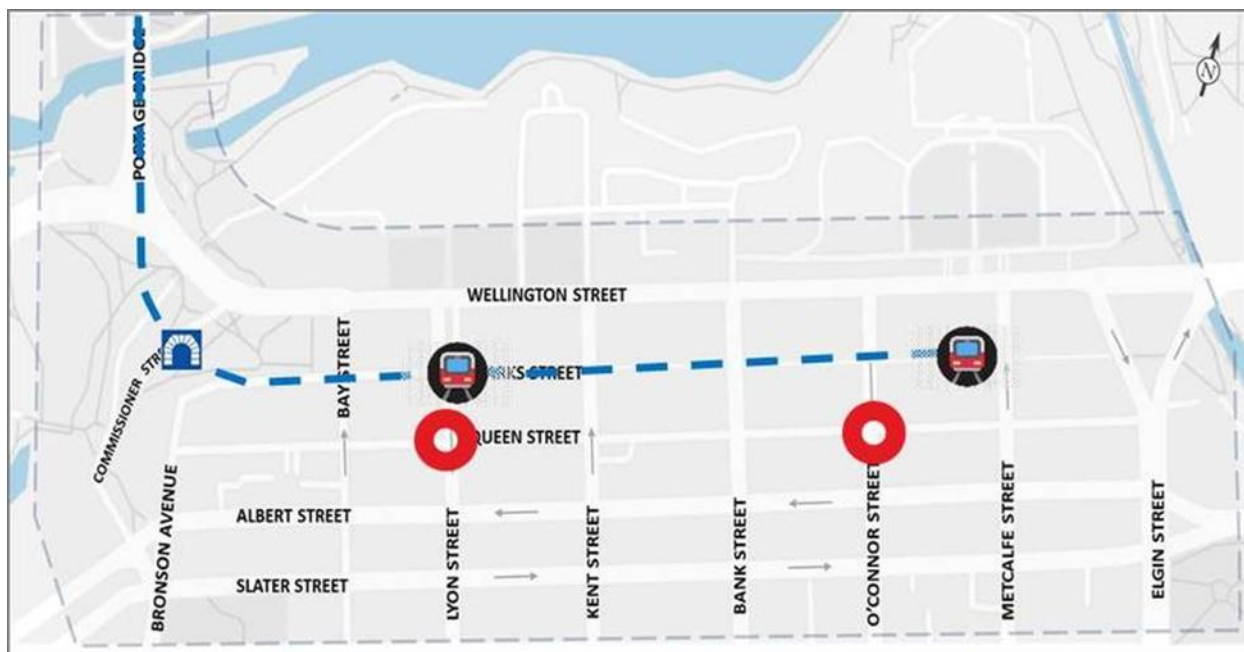 N
PORTAGE BRIDGE
WELLINGTON STREET
COMMISSIONER
BAY STREET
STREET
QUEEN STREET
BRONSON AVENUE
ALBERT STREET
SLATER STREET
LYON STREET
KENT STREET
BANK STREET
O'CONNOR STREET
METCALFE STREET
ELGIN STREET